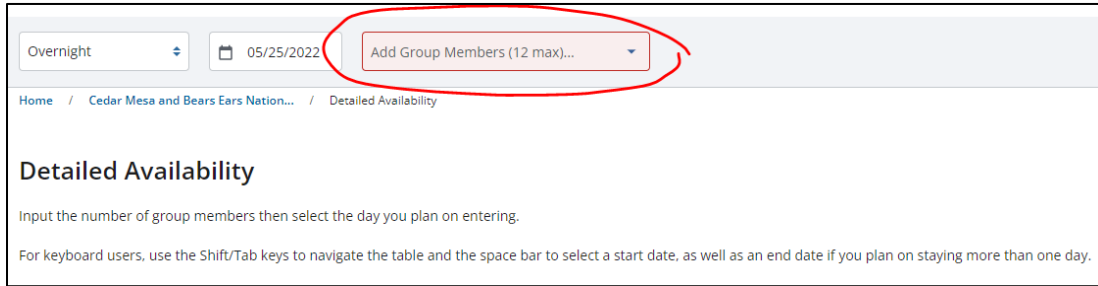 Overnight 05/25/2022 Add Group Members (12 max)...
Home / Cedar Mesa and Bears Ears Nation... / Detailed Availability
Detailed Availability
Input the number of group members then select the day you plan on entering.
For keyboard users, use the Shift/Tab keys to navigate the table and the space bar to select a start date, as well as an end date if you plan on staying more than one day.